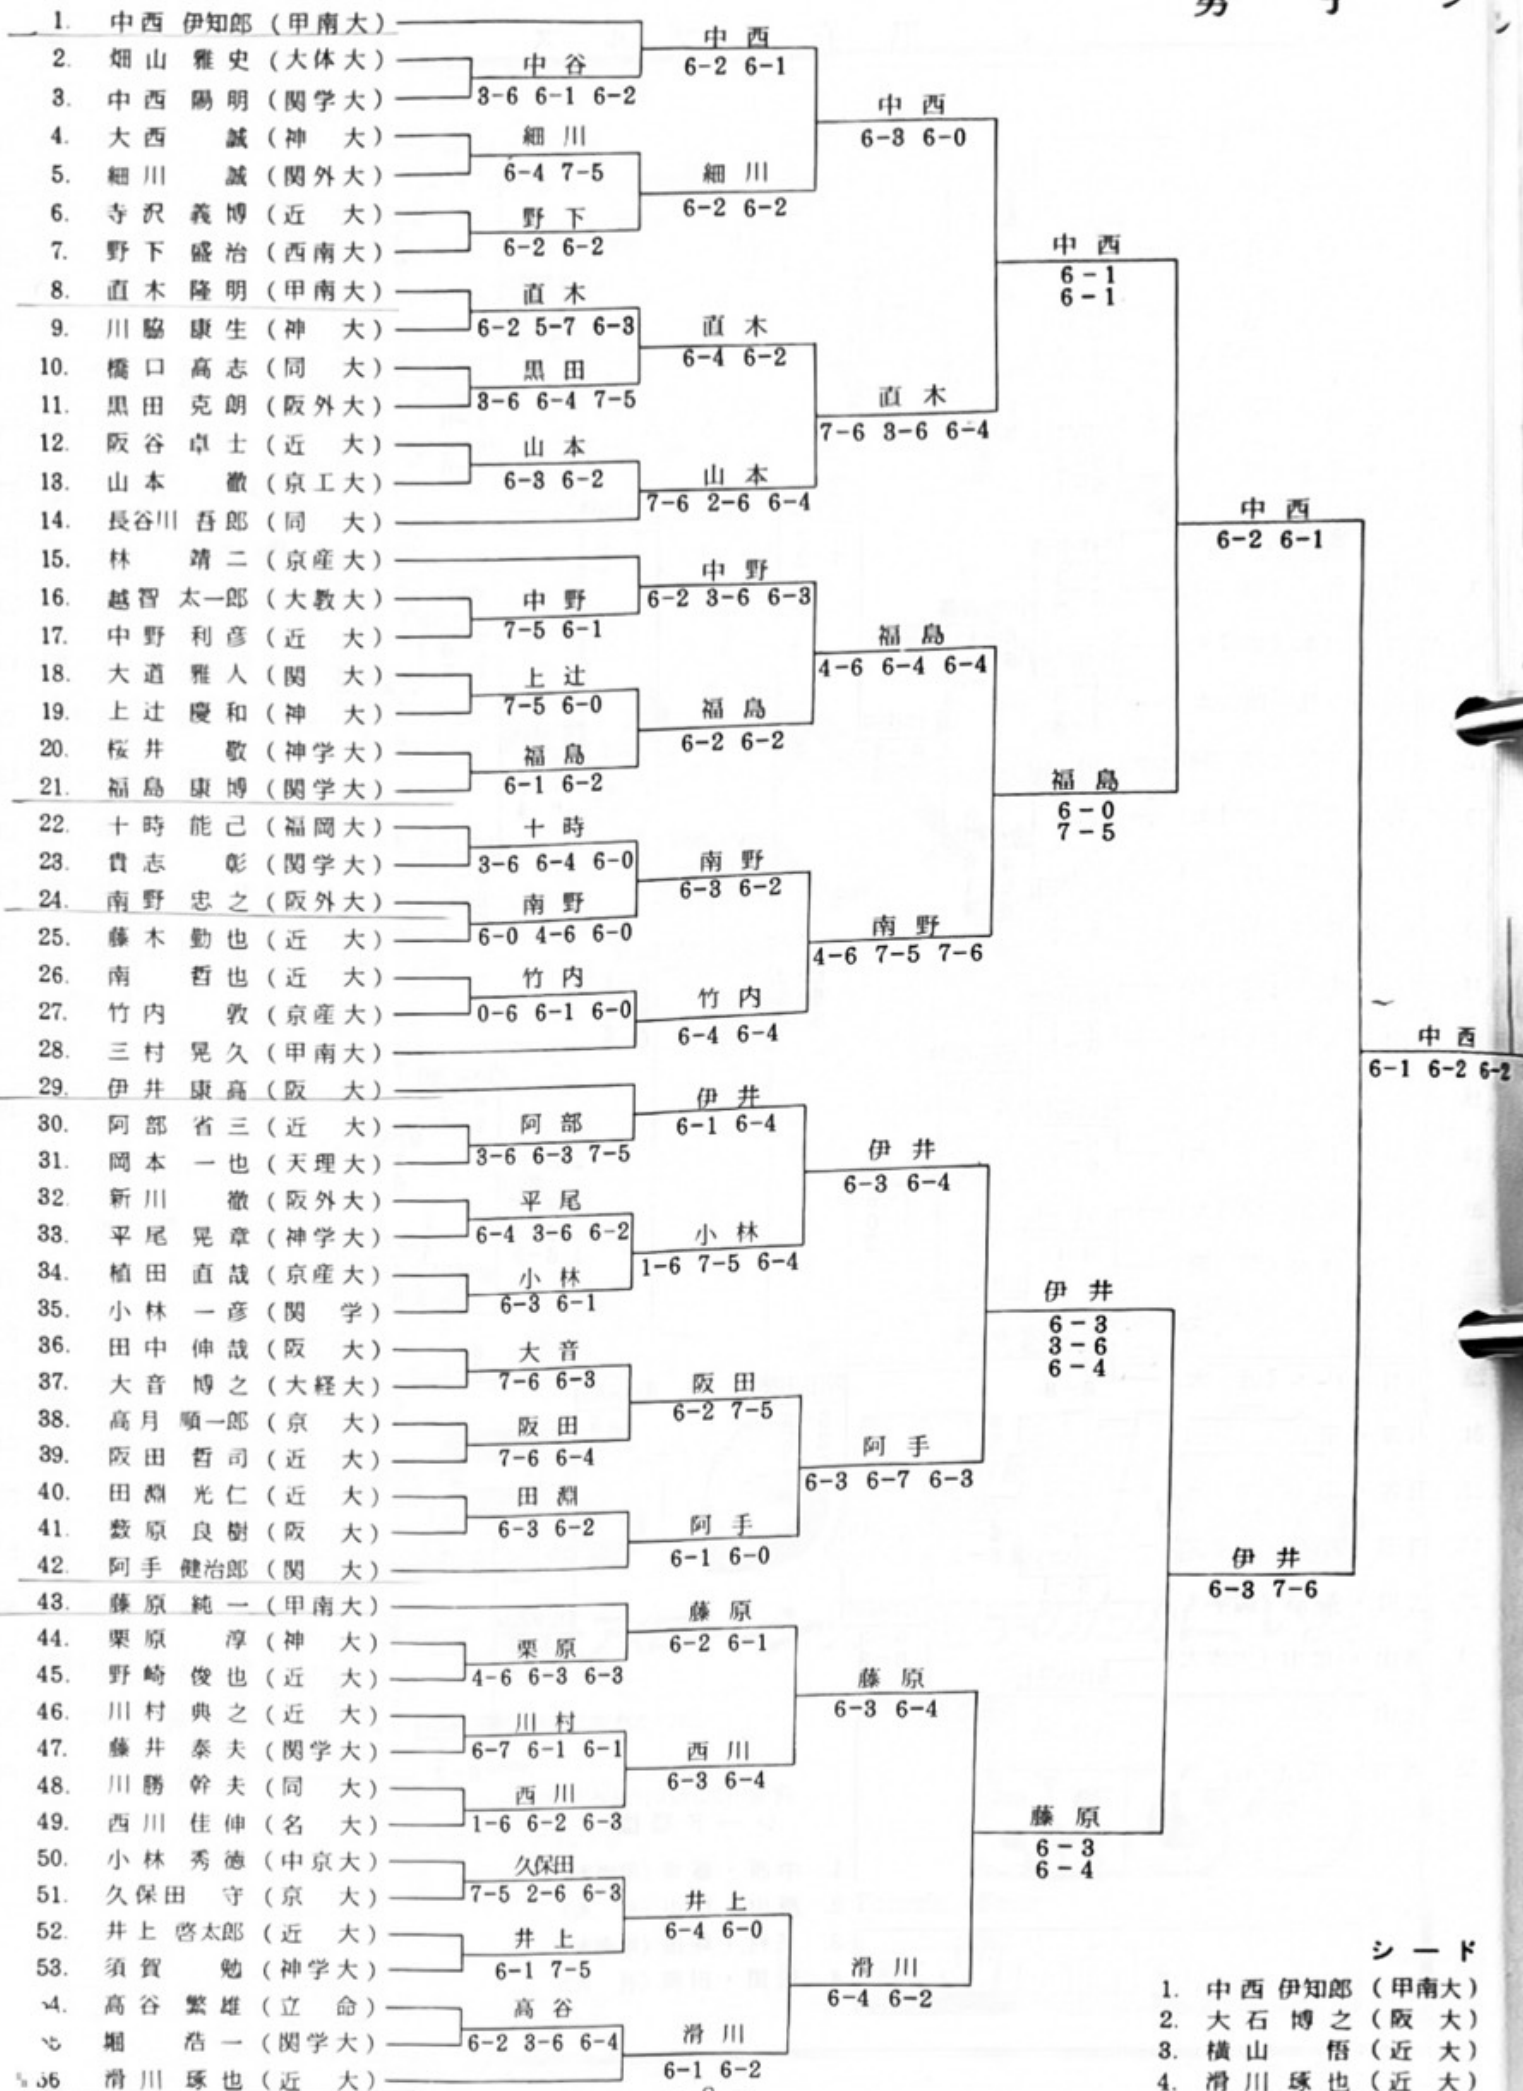 男 子
1. 中西 伊知郎 (甲南大)
2. 畑山 雅史 (大体大)
3. 中西 陽明 (関学大)
4. 大西 誠 (神 大)
5. 細川 誠 (関外大)
6. 寺沢 義博 (近 大)
7. 野下 盛治 (西南大)
8. 直木 隆明 (甲南大)
9. 川脇 康生 (神 大)
10. 橋口 高志 (同 大)
11. 黒田 克朗 (阪外大)
12. 阪谷 卓士 (近 大)
13. 山本 徹 (京工大)
14. 長谷川 吾郎 (同 大)
15. 林 靖二 (京産大)
16. 越智 太一郎 (大教大)
17. 中野 利彦 (近 大)
18. 大道 雅人 (関 大)
19. 上辻 慶和 (神 大)
20. 桜井 敬 (神学大)
21. 福島 康博 (関学大)
22. 十時 能己 (福岡大)
23. 貴志 彰 (関学大)
24. 南野 忠之 (阪外大)
25. 藤木 勤也 (近 大)
26. 南 哲也 (近 大)
27. 竹内 敦 (京産大)
28. 三村 晃久 (甲南大)
29. 伊井 康高 (阪 大)
30. 阿部 省三 (近 大)
31. 岡本 一也 (天理大)
32. 新川 徹 (阪外大)
33. 平尾 晃章 (神学大)
34. 植田 直哉 (京産大)
35. 小林 一彦 (関 学)
36. 田中 伸哉 (阪 大)
37. 大音 博之 (大経大)
38. 高月 順一郎 (京 大)
39. 阪田 哲司 (近 大)
40. 田淵 光仁 (近 大)
41. 藪原 良樹 (阪 大)
42. 阿手 健治郎 (関 大)
43. 藤原 純一 (甲南大)
44. 栗原 淳 (神 大)
45. 野崎 俊也 (近 大)
46. 川村 典之 (近 大)
47. 藤井 泰夫 (関学大)
48. 川勝 幹夫 (同 大)
49. 西川 佳伸 (名 大)
50. 小林 秀徳 (中京大)
51. 久保田 守 (京 大)
52. 井上 啓太郎 (近 大)
53. 須賀 勉 (神学大)
4. 高谷 繁雄 (立 命)
堀 浩一 (関学大)
56 滑川 琢也 (近 大)
中谷
3-6 6-1 6-2
細川
6-4 7-5
野下
6-2 6-2
直木
6-2 5-7 6-3
黒田
3-6 6-4 7-5
山本
6-3 6-2
中野
7-5 6-1
上辻
7-5 6-0
福島
6-1 6-2
十時
3-6 6-4 6-0
南野
6-0 4-6 6-0
竹内
0-6 6-1 6-0
阿部
3-6 6-3 7-5
平尾
6-4 3-6 6-2
小林
6-3 6-1
大音
7-6 6-3
阪田
7-6 6-4
田淵
6-3 6-2
栗原
4-6 6-3 6-3
川村
6-7 6-1 6-1
西川
1-6 6-2 6-3
久保田
7-5 2-6 6-3
井上
6-1 7-5
高谷
6-2 3-6 6-4
中西
6-2 6-1
細川
6-2 6-2
直木
6-4 6-2
山本
7-6 2-6 6-4
中野
6-2 3-6 6-3
福島
6-2 6-2
南野
6-3 6-2
竹内
6-4 6-4
伊井
6-1 6-4
小林
1-6 7-5 6-4
阪田
6-2 7-5
阿手
6-1 6-0
藤原
6-2 6-1
西川
6-3 6-4
井上
6-4 6-0
滑川
6-1 6-2
中西
6-3 6-0
直木
7-6 3-6 6-4
福島
4-6 6-4 6-4
南野
4-6 7-5 7-6
伊井
6-3 6-4
阿手
6-3 6-7 6-3
藤原
6-3 6-4
滑川
6-4 6-2
中西
6-1
6-1
福島
6-0
7-5
伊井
6-3
3-6
6-4
藤原
6-3
6-4
中西
6-2 6-1
伊井
6-3 7-6
中西
6-1 6-2 6-2
シード
1. 中西 伊知郎 (甲南大)
2. 大石 博之 (阪 大)
3. 横山 悟 (近 大)
4. 滑川 琢也 (近 大)